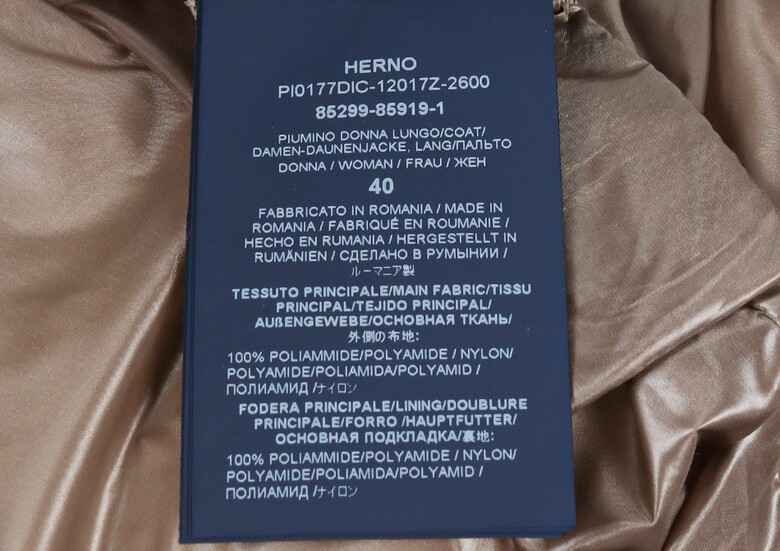 HERNO
PI0177DIC-12017Z-2600
85299-85919-1
PIUMINO DONNA LUNGO/COAT/
DAMEN-DAUNENJACKE, LANG/ПАЛЬТО
DONNA / WOMAN / FRAU / ЖЕН
40
FABBRICATO IN ROMANIA / MADE IN
ROMANIA / FABRIQUÉ EN ROUMANIE /
HECHO EN RUMANIA / HERGESTELLT IN
RUMÄNIEN / СДЕЛАНО В РУМЫНИИ /
ルーマニア製
TESSUTO PRINCIPALE/MAIN FABRIC/TISSU
PRINCIPAL/TEJIDO PRINCIPAL/
AUßENGEWEBE/ОСНОВНАЯ ТКАНЬ/
外側の布地:
100% POLIAMMIDE/POLYAMIDE / NYLON/
POLYAMIDE/POLIAMIDA/POLYAMID /
ПОЛИАМИД /ナイロン
FODERA PRINCIPALE/LINING/DOUBLURE
PRINCIPALE/FORRO /HAUPTFUTTER/
ОСНОВНАЯ ПОДКЛАДКА/裏地:
100% POLIAMMIDE/POLYAMIDE / NYLON/
POLYAMIDE/POLIAMIDA/POLYAMID /
ПОЛИАМИД /ナイロン